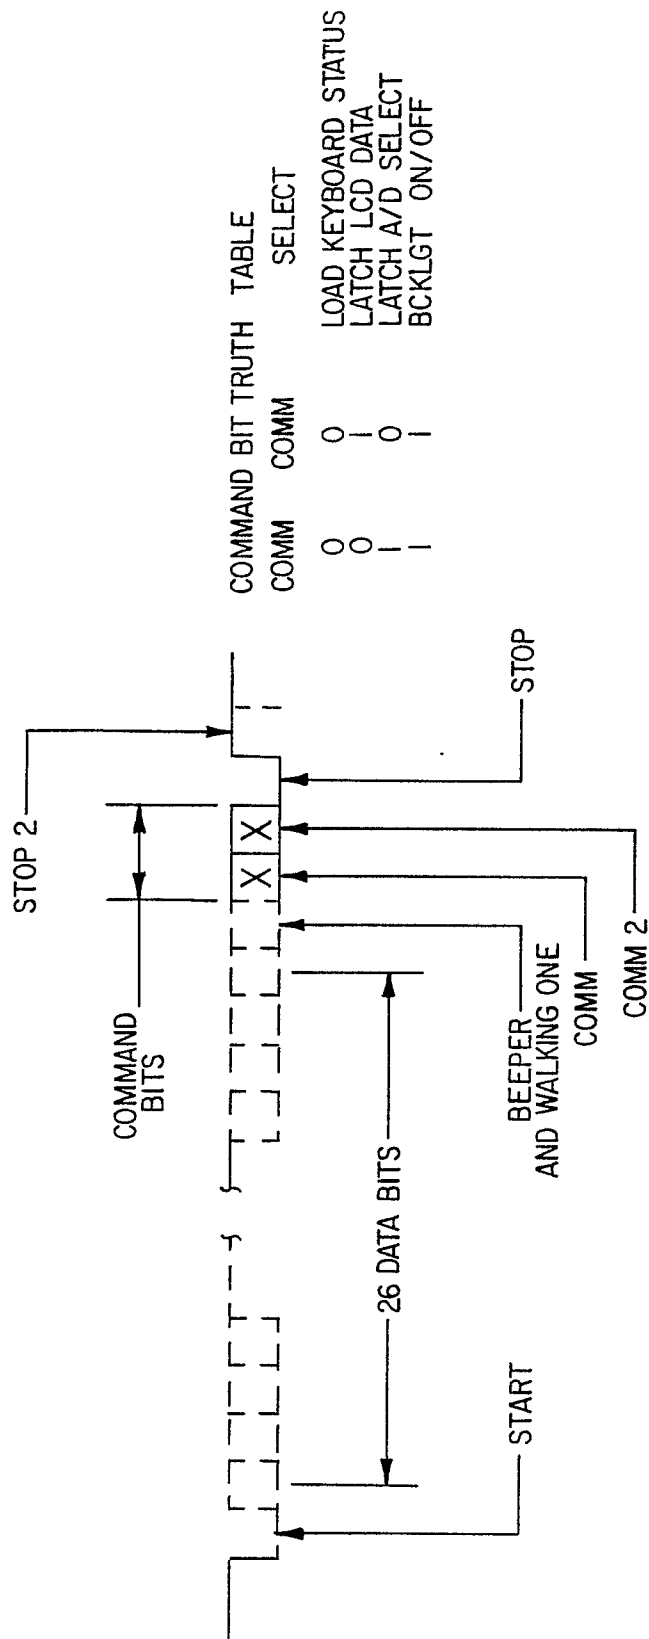 STOP 2
COMMAND
BITS
X X
26 DATA BITS
START
BEEPER
AND WALKING ONE
COMM
COMM 2
STOP
COMMAND BIT TRUTH TABLE
COMM COMM SELECT
0 0 LOAD KEYBOARD STATUS
0 1 LATCH LCD DATA
1 0 LATCH A/D SELECT
1 1 BCKLGT ON/OFF